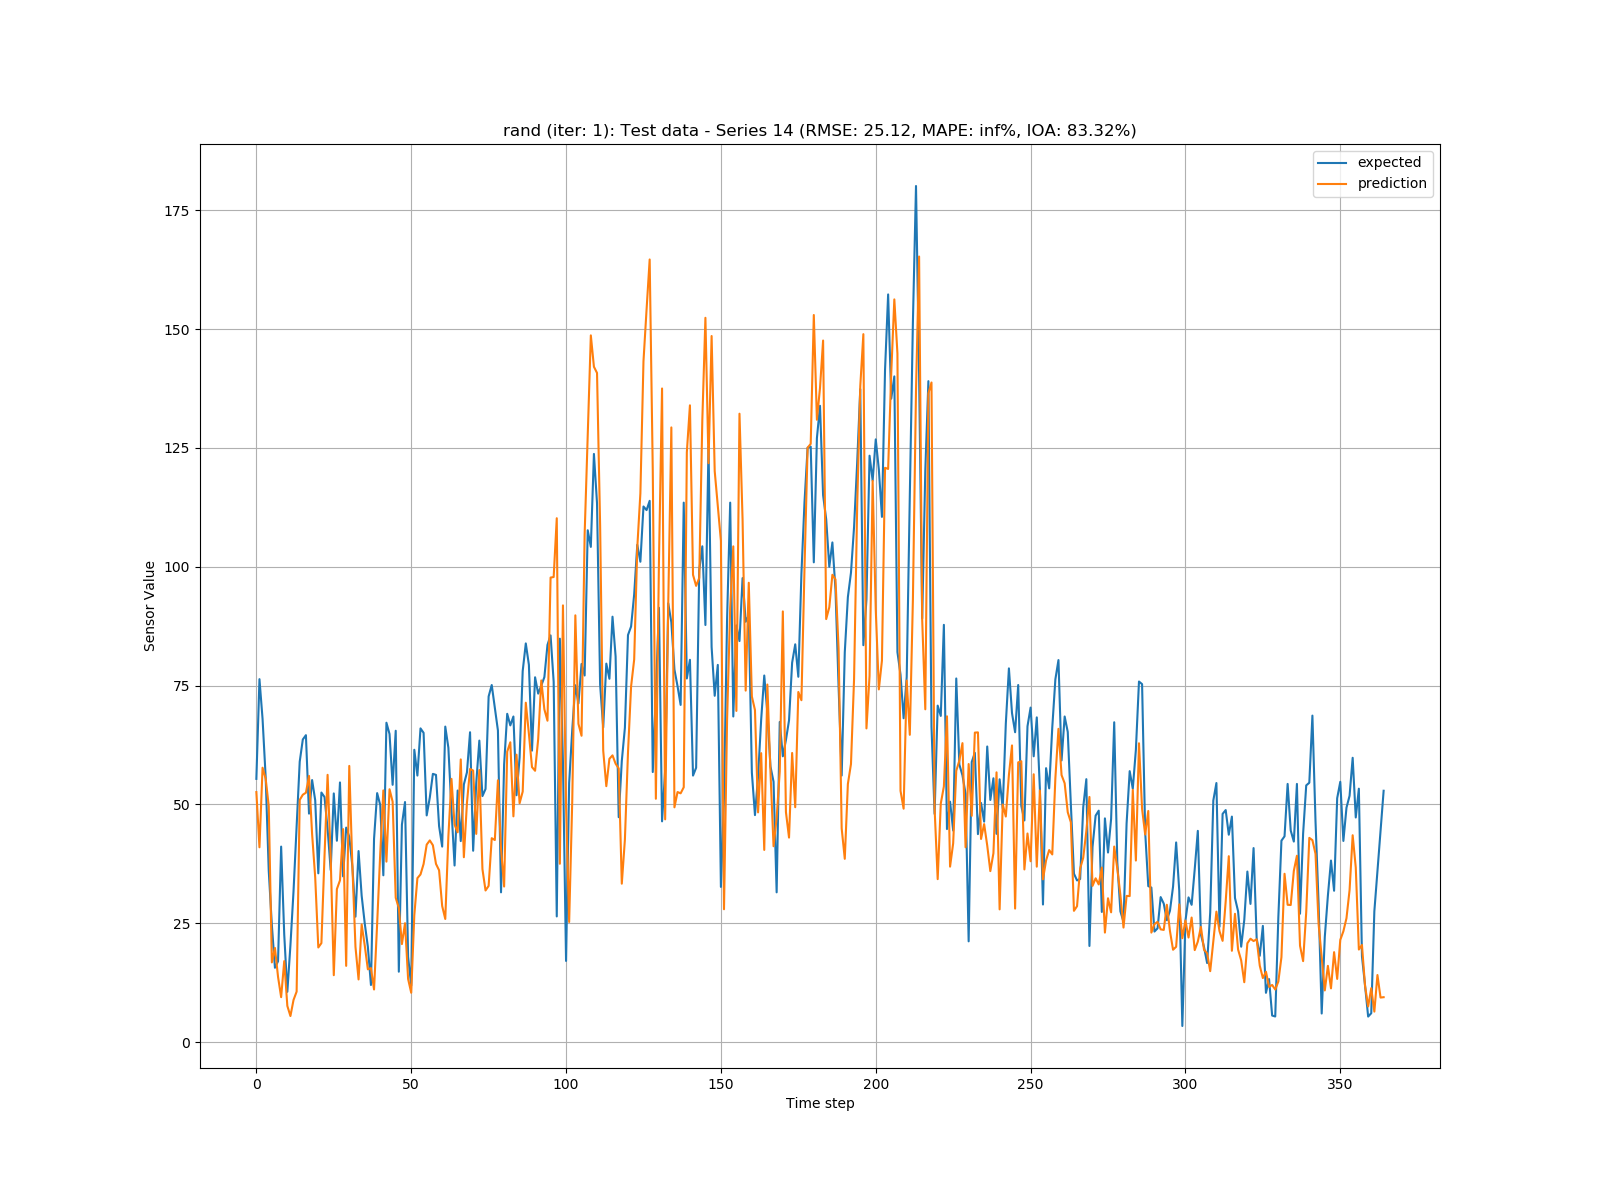 rand (iter: 1): Test data - Series 14 (RMSE: 25.12, MAPE: inf%, IOA: 83.32%)
expected
prediction
175
150
125
100
75
50
25
0
Sensor Value
0 50 100 150 200 250 300 350
Time step